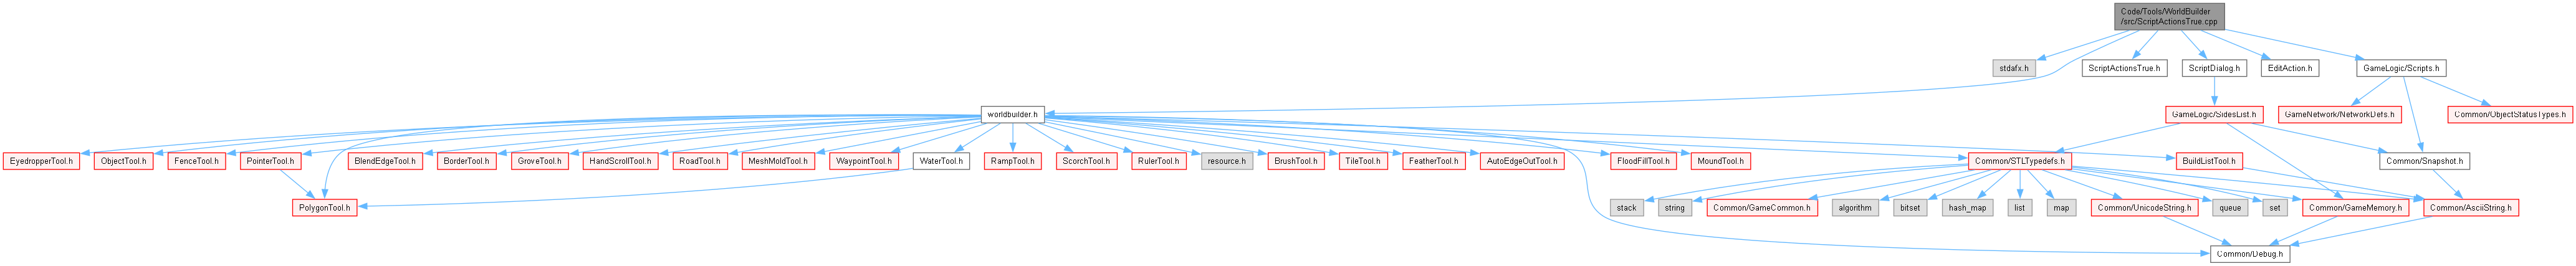 Code/Tools/WorldBuilder
/src/ScriptActionsTrue.cpp
stdafx.h
ScriptActionsTrue.h
ScriptDialog.h
EditAction.h
GameLogic/Scripts.h
worldbuilder.h
GameLogic/SidesList.h
GameNetwork/NetworkDefs.h
Common/ObjectStatusTypes.h
EyedropperTool.h
ObjectTool.h
FenceTool.h
PointerTool.h
BlendEdgeTool.h
BorderTool.h
GroveTool.h
HandScrollTool.h
RoadTool.h
MeshMoldTool.h
WaypointTool.h
WaterTool.h
RampTool.h
ScorchTool.h
RulerTool.h
resource.h
BrushTool.h
TileTool.h
FeatherTool.h
AutoEdgeOutTool.h
FloodFillTool.h
MoundTool.h
Common/STLTypedefs.h
BuildListTool.h
Common/Snapshot.h
PolygonTool.h
stack
string
Common/GameCommon.h
algorithm
bitset
hash_map
list
map
Common/UnicodeString.h
queue
set
Common/GameMemory.h
Common/AsciiString.h
Common/Debug.h